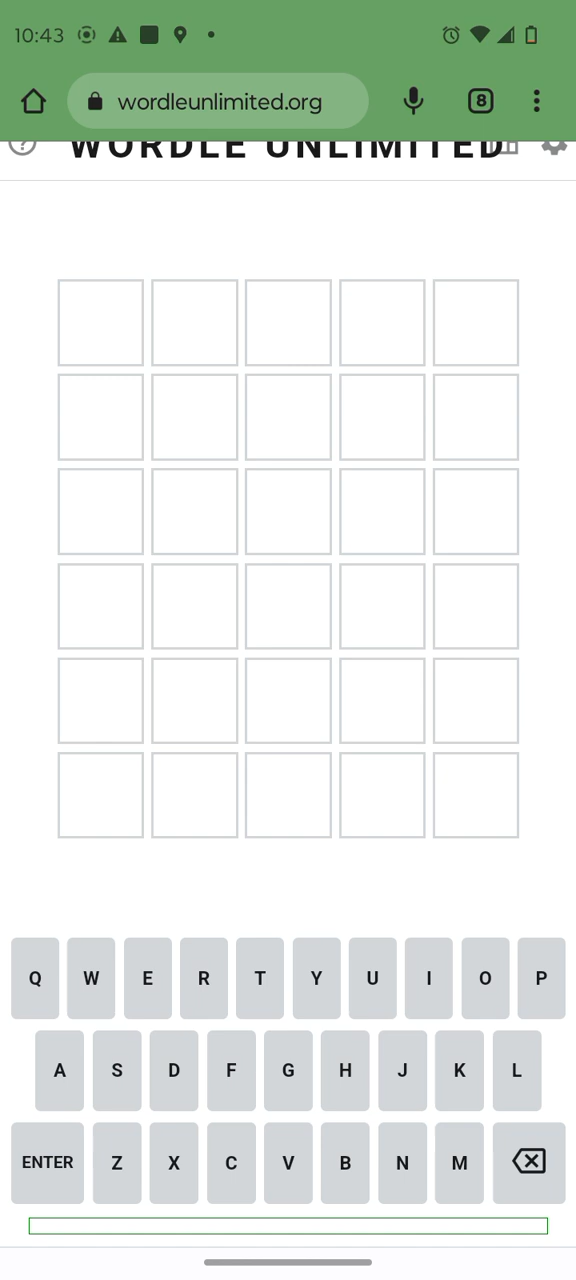 10:43
wordleunlimited.org 8
WORDLE UNLIMITED
Q W E R T Y U I O P
A S D F G H J K L
ENTER Z X C V B N M